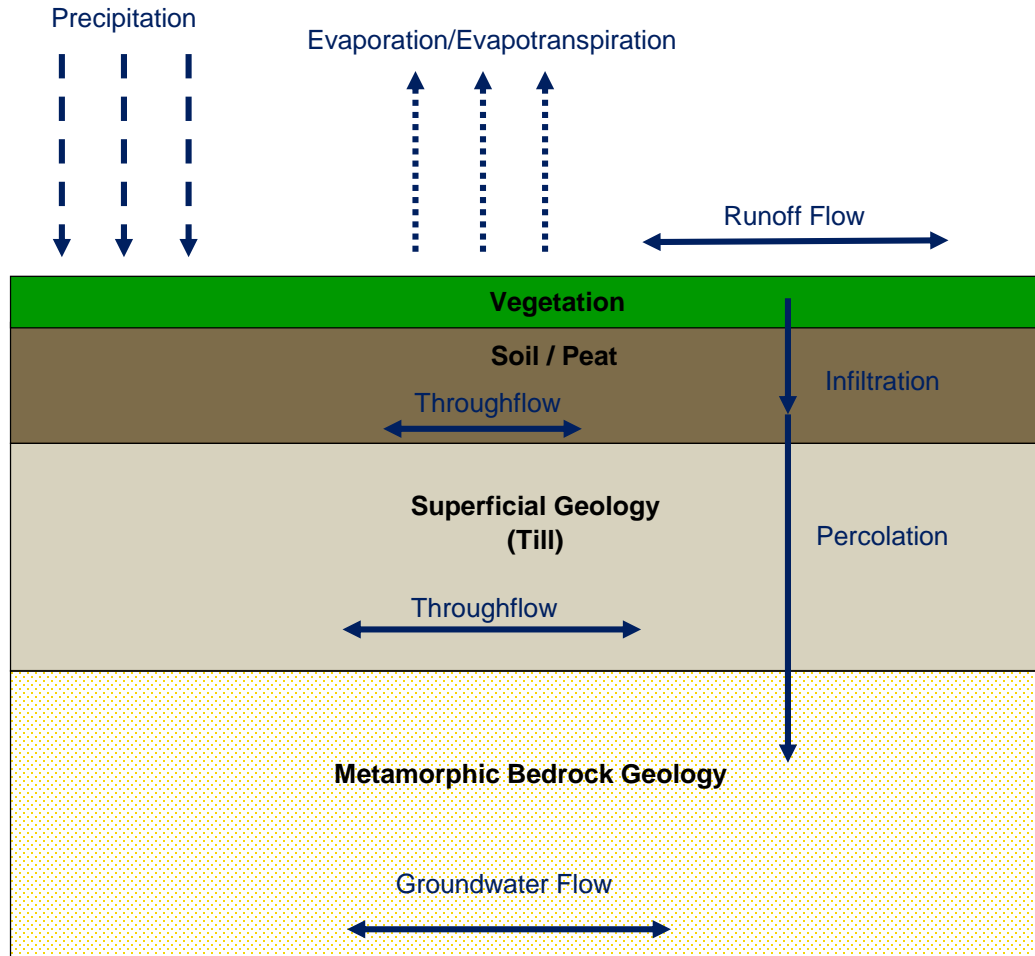 Precipitation
Evaporation/Evapotranspiration
Runoff Flow
Vegetation
Soil / Peat
Infiltration
Throughflow
Superficial Geology
(Till)
Percolation
Throughflow
Metamorphic Bedrock Geology
Groundwater Flow